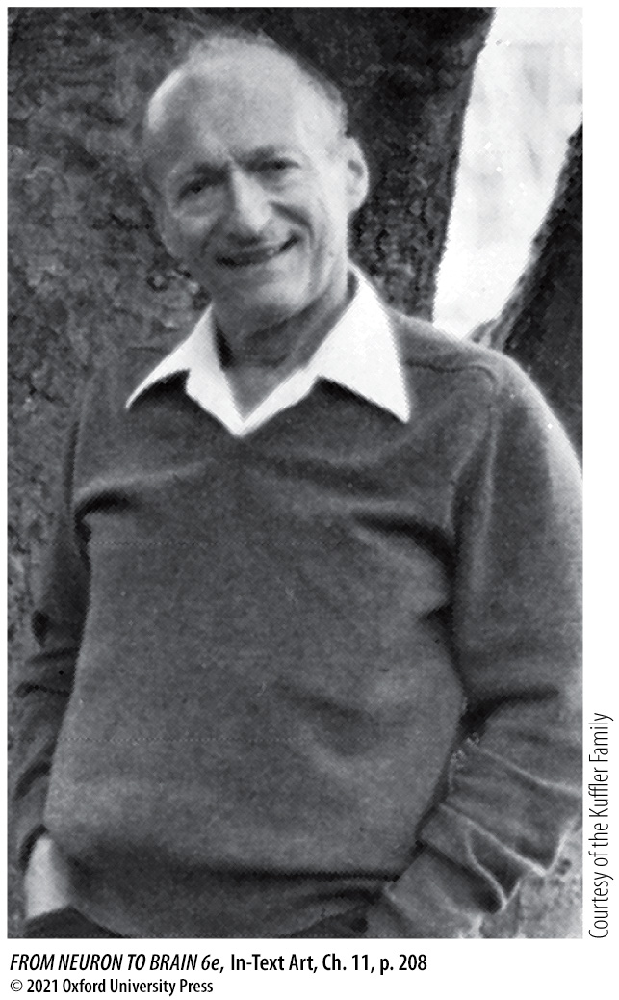 Courtesy of the Kuffler Family
FROM NEURON TO BRAIN 6e, In-Text Art, Ch. 11, p. 208
© 2021 Oxford University Press